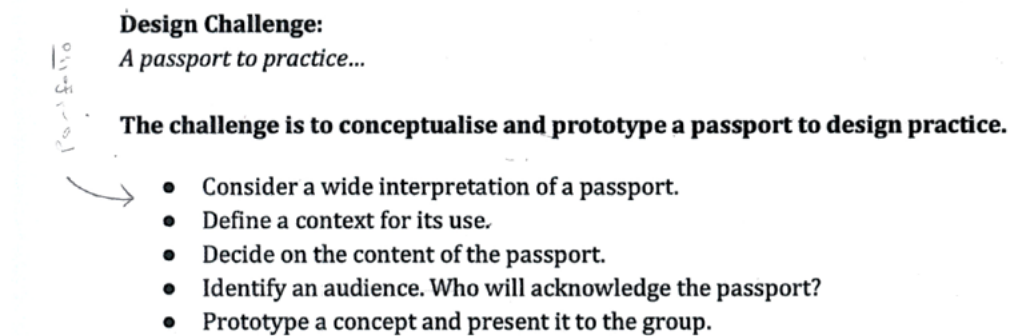 Design Challenge:
A passport to practice...
The challenge is to conceptualise and prototype a passport to design practice.
• Consider a wide interpretation of a passport.
• Define a context for its use.
• Decide on the content of the passport.
• Identify an audience. Who will acknowledge the passport?
• Prototype a concept and present it to the group.